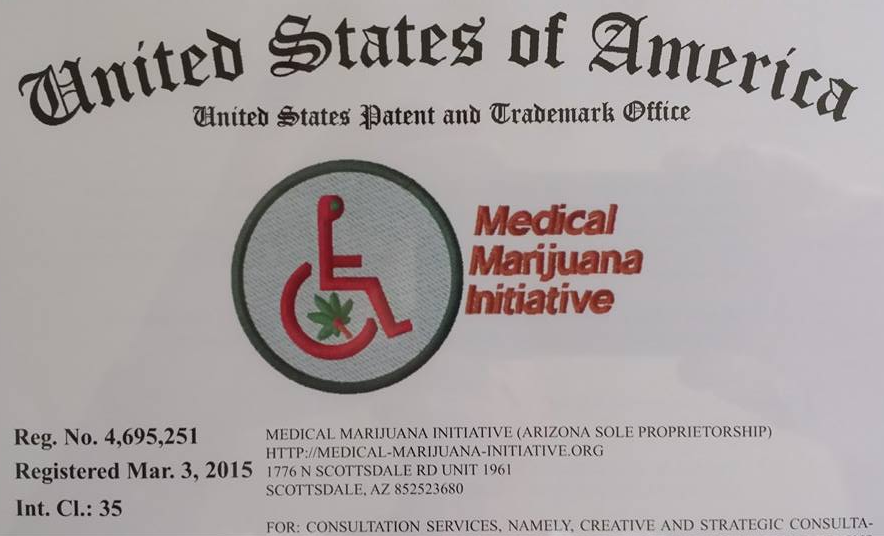 United States of America
United States Patent and Trademark Office
Medical
Marijuana
Initiative
Reg. No. 4,695,251
Registered Mar. 3, 2015
Int. Cl.: 35
MEDICAL MARIJUANA INITIATIVE (ARIZONA SOLE PROPRIETORSHIP)
HTTP://MEDICAL-MARIJUANA-INITIATIVE.ORG
1776 N SCOTTSDALE RD UNIT 1961
SCOTTSDALE, AZ 852523680
FOR: CONSULTATION SERVICES, NAMELY, CREATIVE AND STRATEGIC CONSULTA-